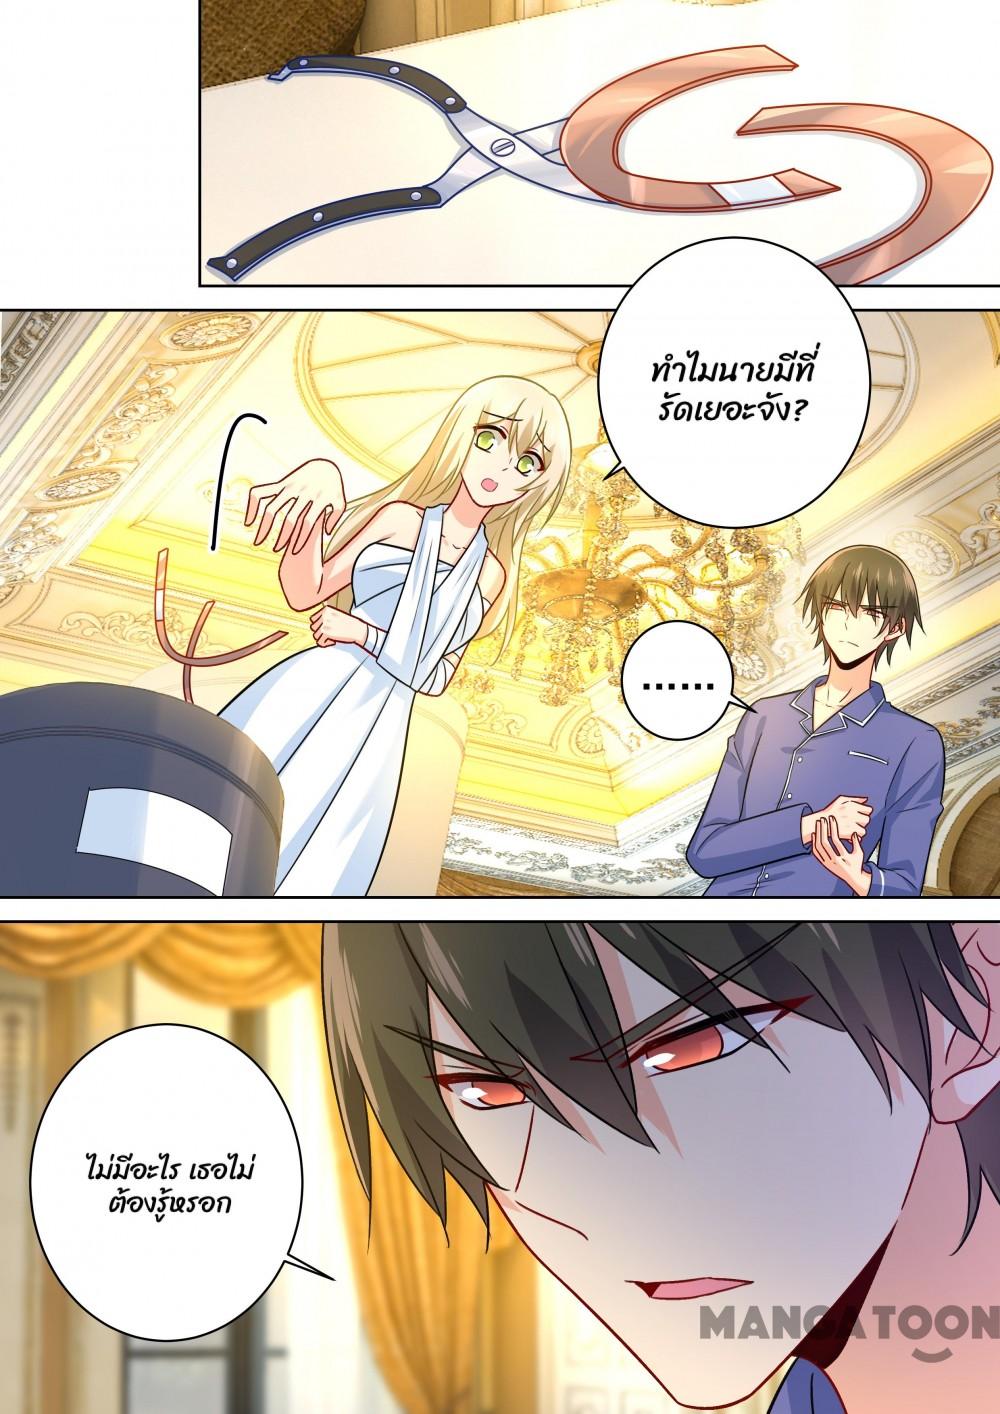 ทำไมนายมีที่
รัดเยอะจัง?
......
ไม่มีอะไร เธอไม่
ต้องรู้หรอก
MANGATOON